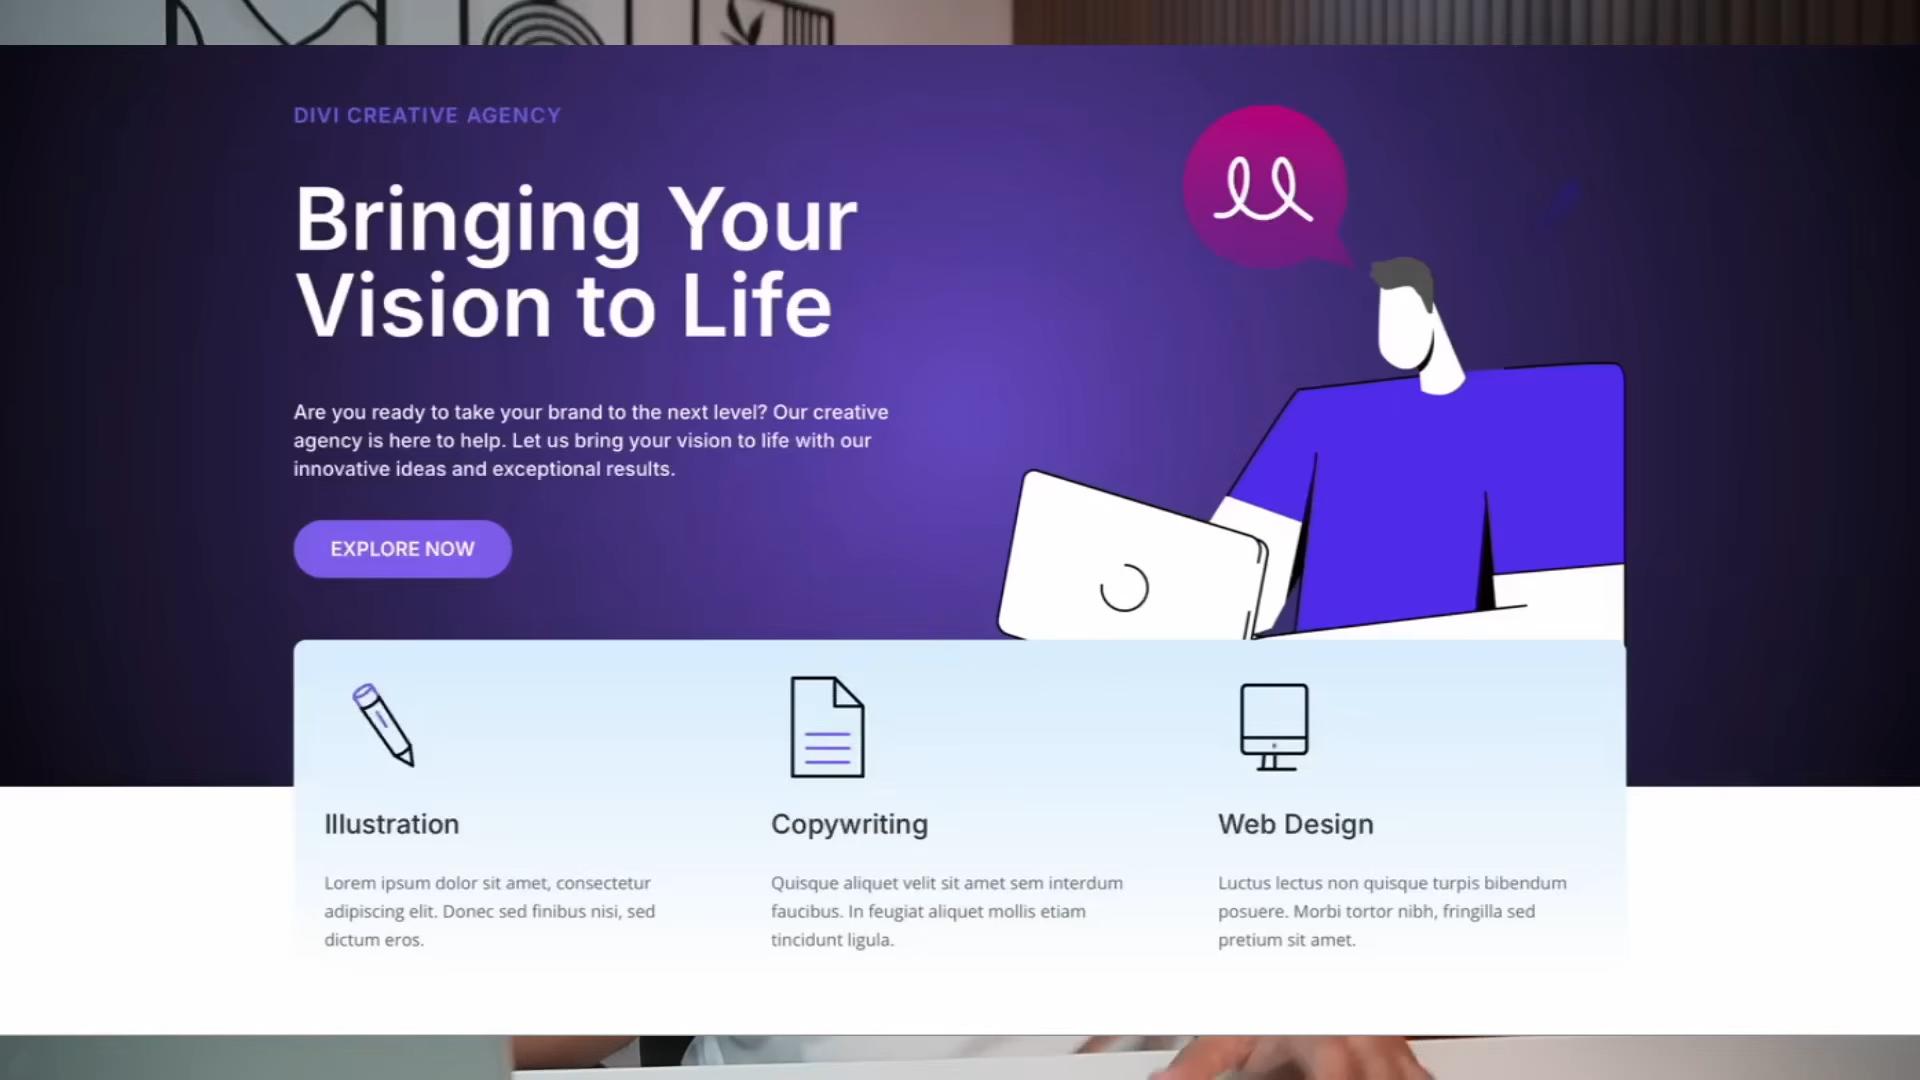 DIVI CREATIVE AGENCY
Bringing Your
Vision to Life
Are you ready to take your brand to the next level? Our creative
agency is here to help. Let us bring your vision to life with our
innovative ideas and exceptional results.
EXPLORE NOW
Illustration
Lorem ipsum dolor sit amet, consectetur
adipiscing elit. Donec sed finibus nisi, sed
dictum eros.
Copywriting
Quisque aliquet velit sit amet sem interdum
faucibus. In feugiat aliquet mollis etiam
tincidunt ligula.
Web Design
Luctus lectus non quisque turpis bibendum
posuere. Morbi tortor nibh, fringilla sed
pretium sit amet.